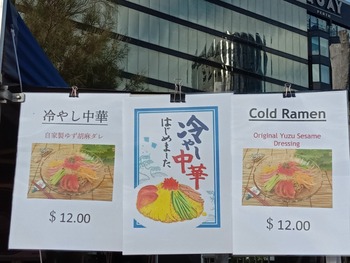 冷やし中華
自家製ゆず胡麻ダレ
$ 12.00
冷やし中華
はじめました
Cold Ramen
Original Yuzu Sesame
Dressing
$ 12.00